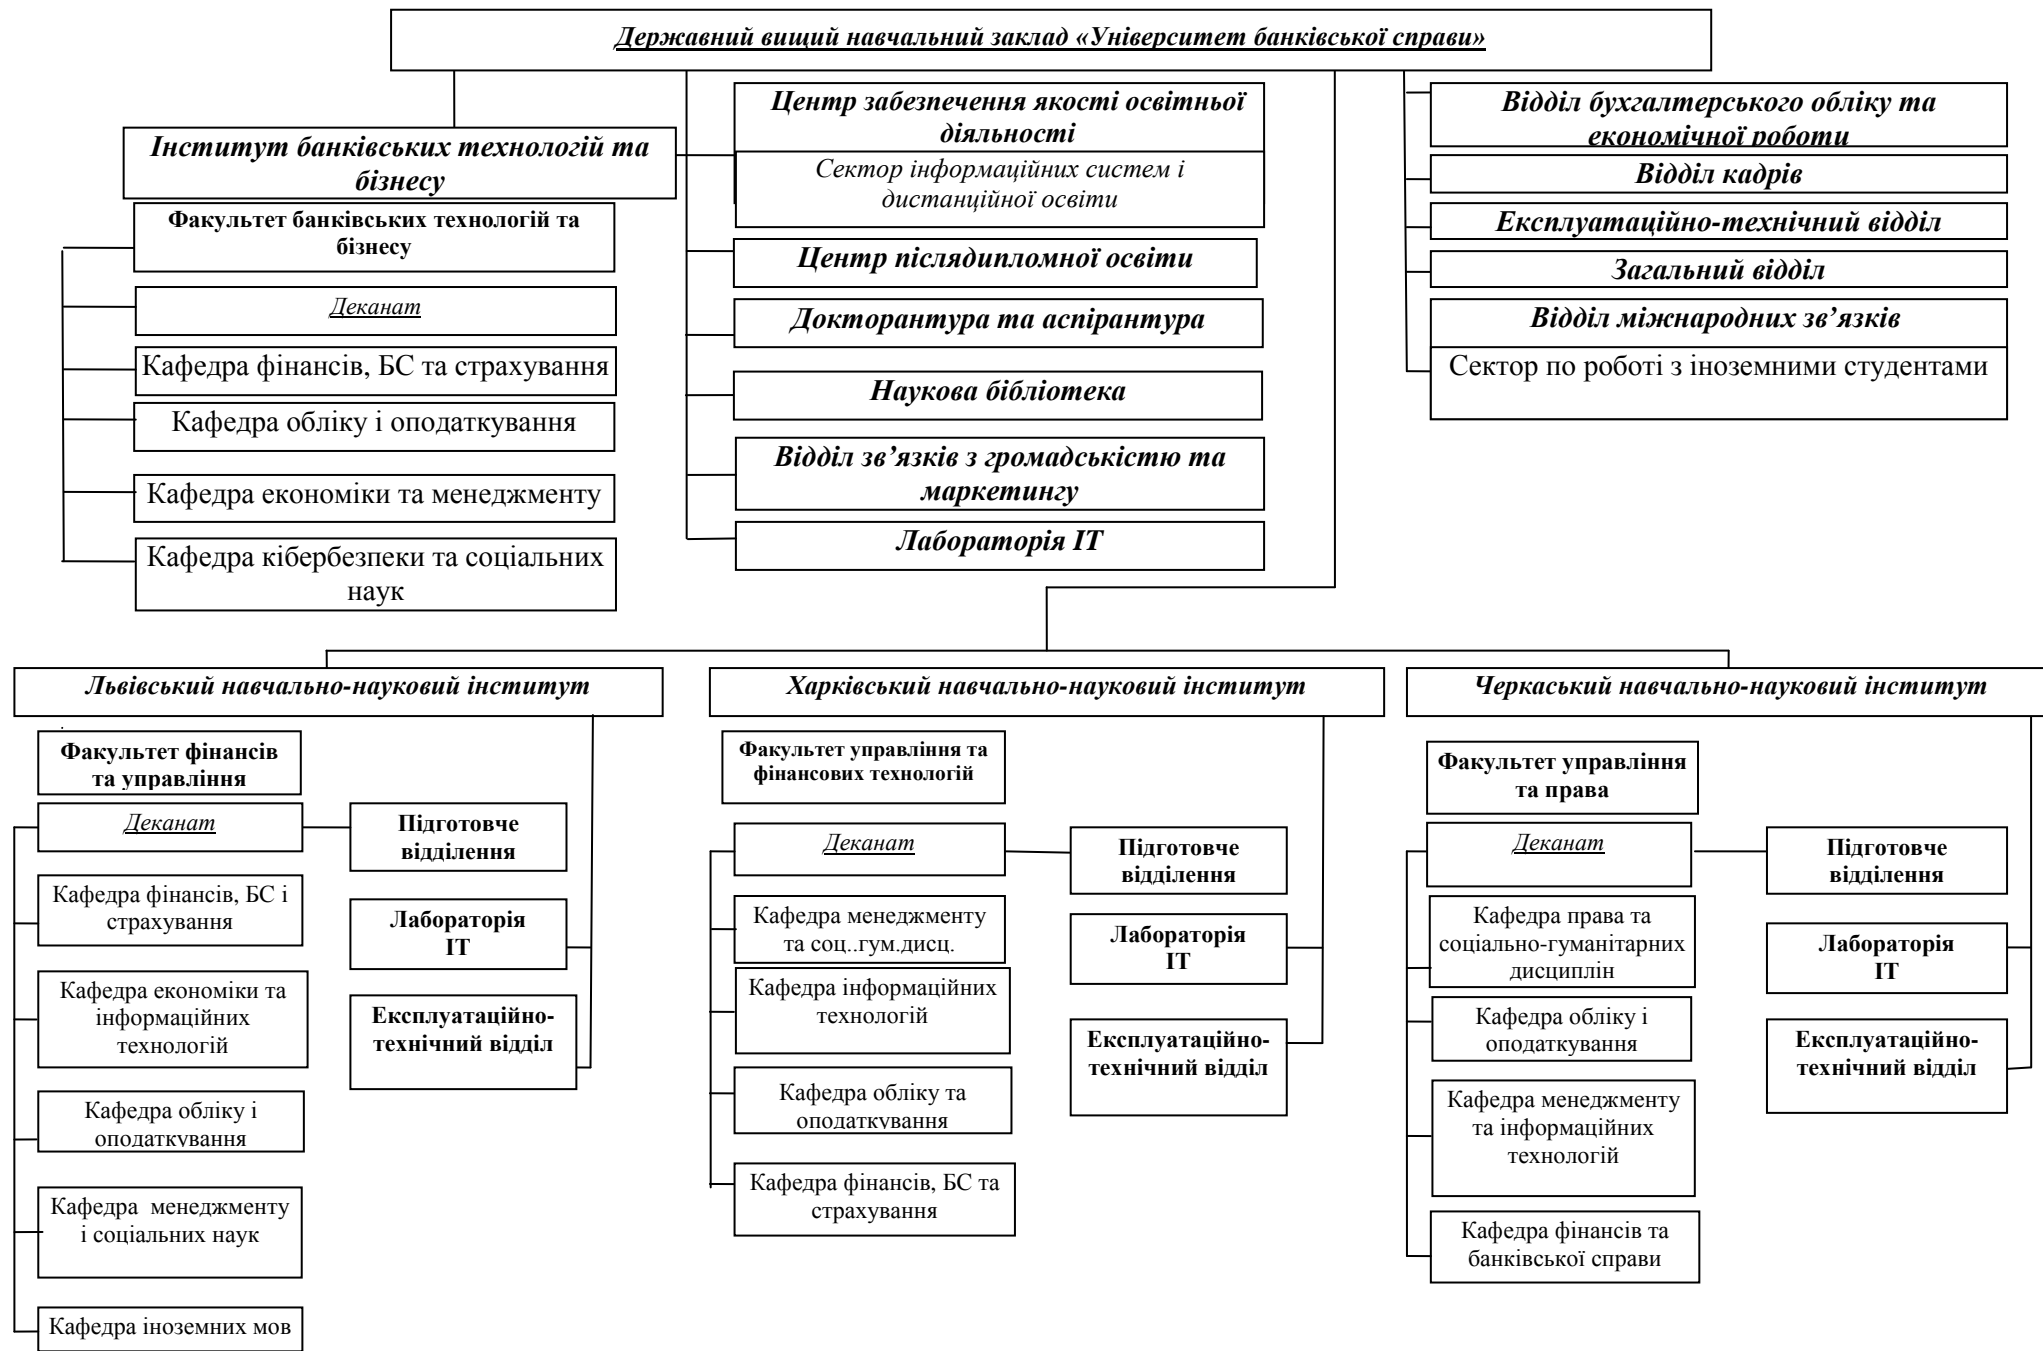 Державний вищий навчальний заклад «Університет банківської справи»
Інститут банківських технологій та
бізнесу
Факультет банківських технологій та
бізнесу
Деканат
Кафедра фінансів, БС та страхування
Кафедра обліку і оподаткування
Кафедра економіки та менеджменту
Кафедра кібербезпеки та соціальних
наук
Центр забезпечення якості освітньої
діяльності
Сектор інформаційних систем і
дистанційної освіти
Центр післядипломної освіти
Докторантура та аспірантура
Наукова бібліотека
Відділ зв’язків з громадськістю та
маркетингу
Лабораторія ІТ
Відділ бухгалтерського обліку та
економічної роботи
Відділ кадрів
Експлуатаційно-технічний відділ
Загальний відділ
Відділ міжнародних зв’язків
Сектор по роботі з іноземними студентами
Львівський навчально-науковий інститут
Факультет фінансів
та управління
Деканат
Кафедра фінансів, БС і
страхування
Кафедра економіки та
інформаційних
технологій
Кафедра обліку і
оподаткування
Кафедра менеджменту
і соціальних наук
Кафедра іноземних мов
Підготовче
відділення
Лабораторія
ІТ
Експлуатаційно-
технічний відділ
Харківський навчально-науковий інститут
Факультет управління та
фінансових технологій
Деканат
Кафедра менеджменту
та соц..гум.дисц.
Кафедра інформаційних
технологій
Кафедра обліку та
оподаткування
Кафедра фінансів, БС та
страхування
Підготовче
відділення
Лабораторія
ІТ
Експлуатаційно-
технічний відділ
Черкаський навчально-науковий інститут
Факультет управління
та права
Деканат
Кафедра права та
соціально-гуманітарних
дисциплін
Кафедра обліку і
оподаткування
Кафедра менеджменту
та інформаційних
технологій
Кафедра фінансів та
банківської справи
Підготовче
відділення
Лабораторія
ІТ
Експлуатаційно-
технічний відділ